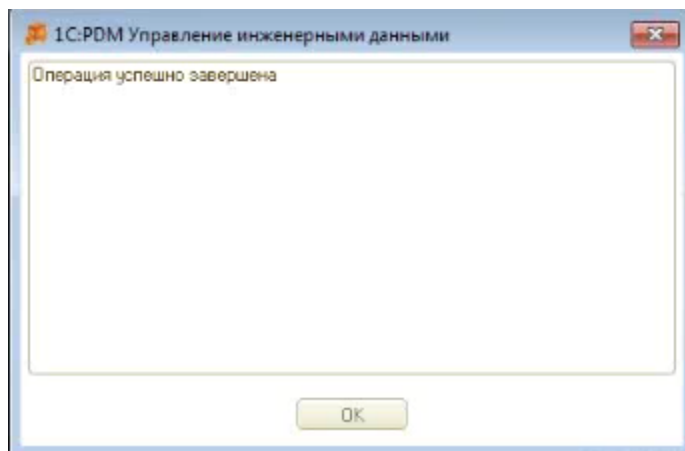 1С:PDM Управление инженерными данными
Операция успешно завершена
OK